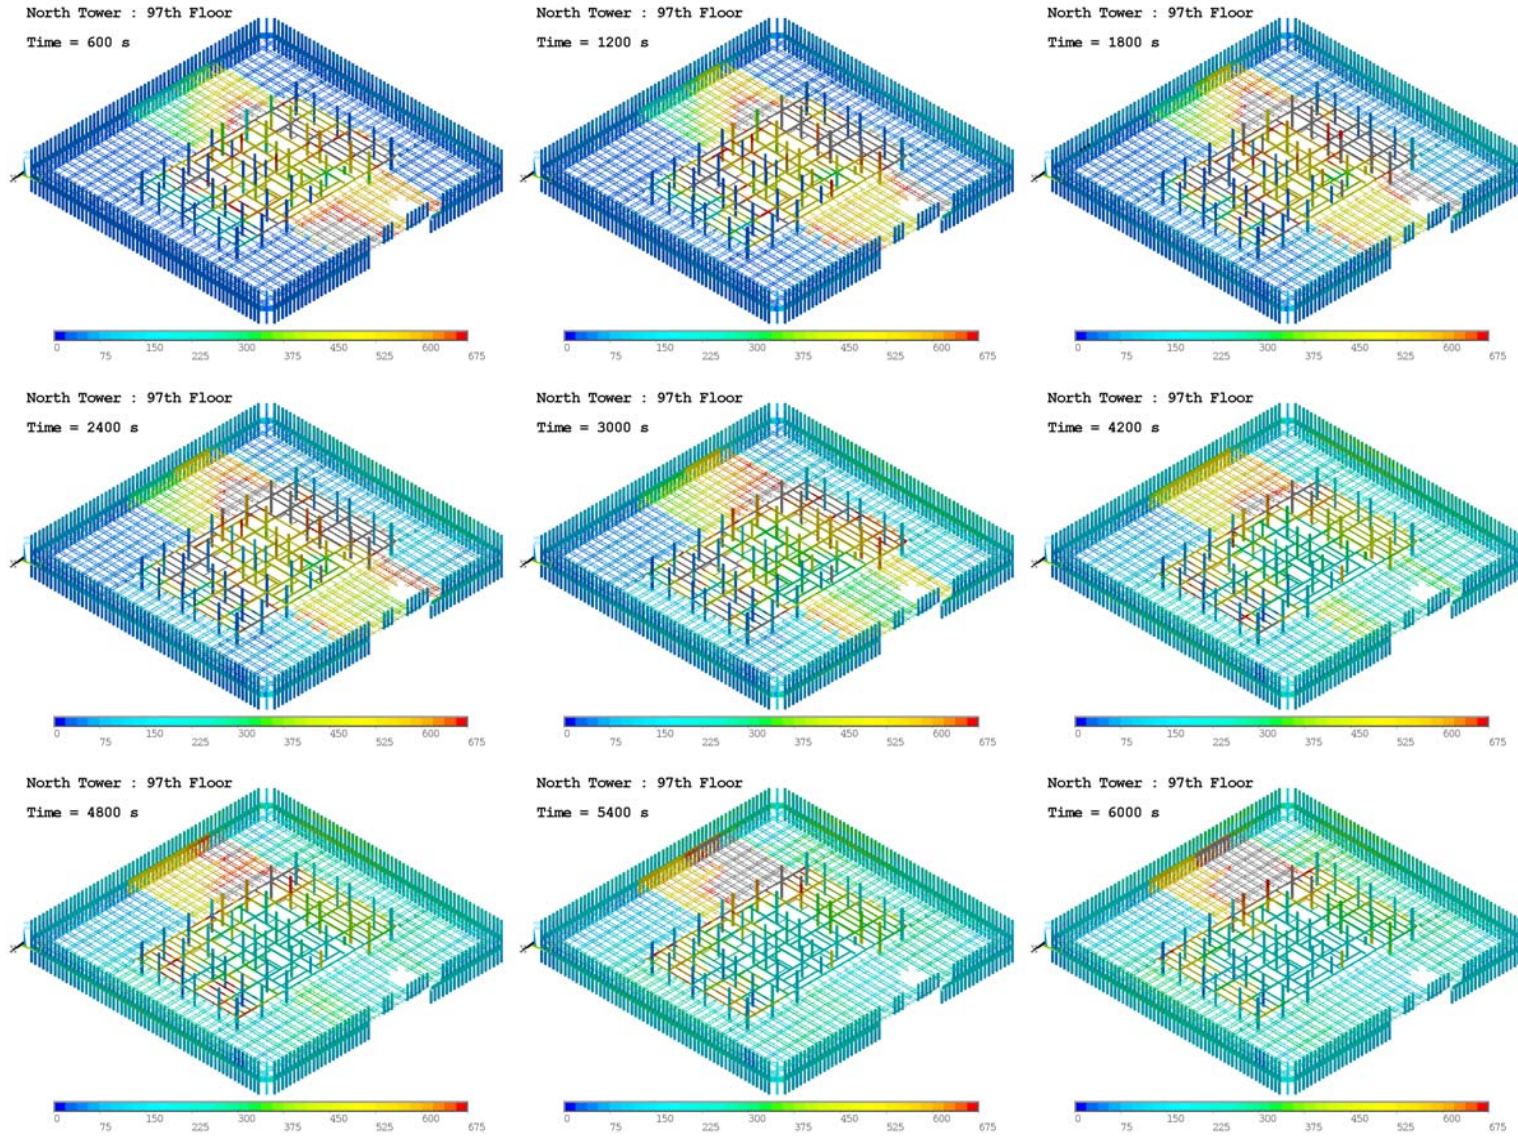 North Tower : 97th Floor
Time = 600 s
0 75 150 225 300 375 450 525 600 675
North Tower : 97th Floor
Time = 1200 s
0 75 150 225 300 375 450 525 600 675
North Tower : 97th Floor
Time = 1800 s
0 75 150 225 300 375 450 525 600 675
North Tower : 97th Floor
Time = 2400 s
0 75 150 225 300 375 450 525 600 675
North Tower : 97th Floor
Time = 3000 s
0 75 150 225 300 375 450 525 600 675
North Tower : 97th Floor
Time = 4200 s
0 75 150 225 300 375 450 525 600 675
North Tower : 97th Floor
Time = 4800 s
0 75 150 225 300 375 450 525 600 675
North Tower : 97th Floor
Time = 5400 s
0 75 150 225 300 375 450 525 600 675
North Tower : 97th Floor
Time = 6000 s
0 75 150 225 300 375 450 525 600 675